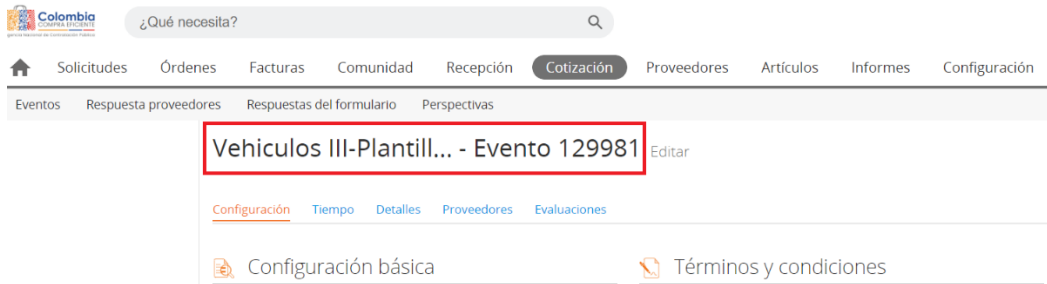 Colombia
COMPRA EFICIENTE
¿Qué necesita?
Solicitudes Órdenes Facturas Comunidad Recepción Cotización Proveedores Artículos Informes Configuración
Eventos Respuesta proveedores Respuestas del formulario Perspectivas
Vehiculos III-Plantill... - Evento 129981 Editar
Configuración Tiempo Detalles Proveedores Evaluaciones
Configuración básica Términos y condiciones